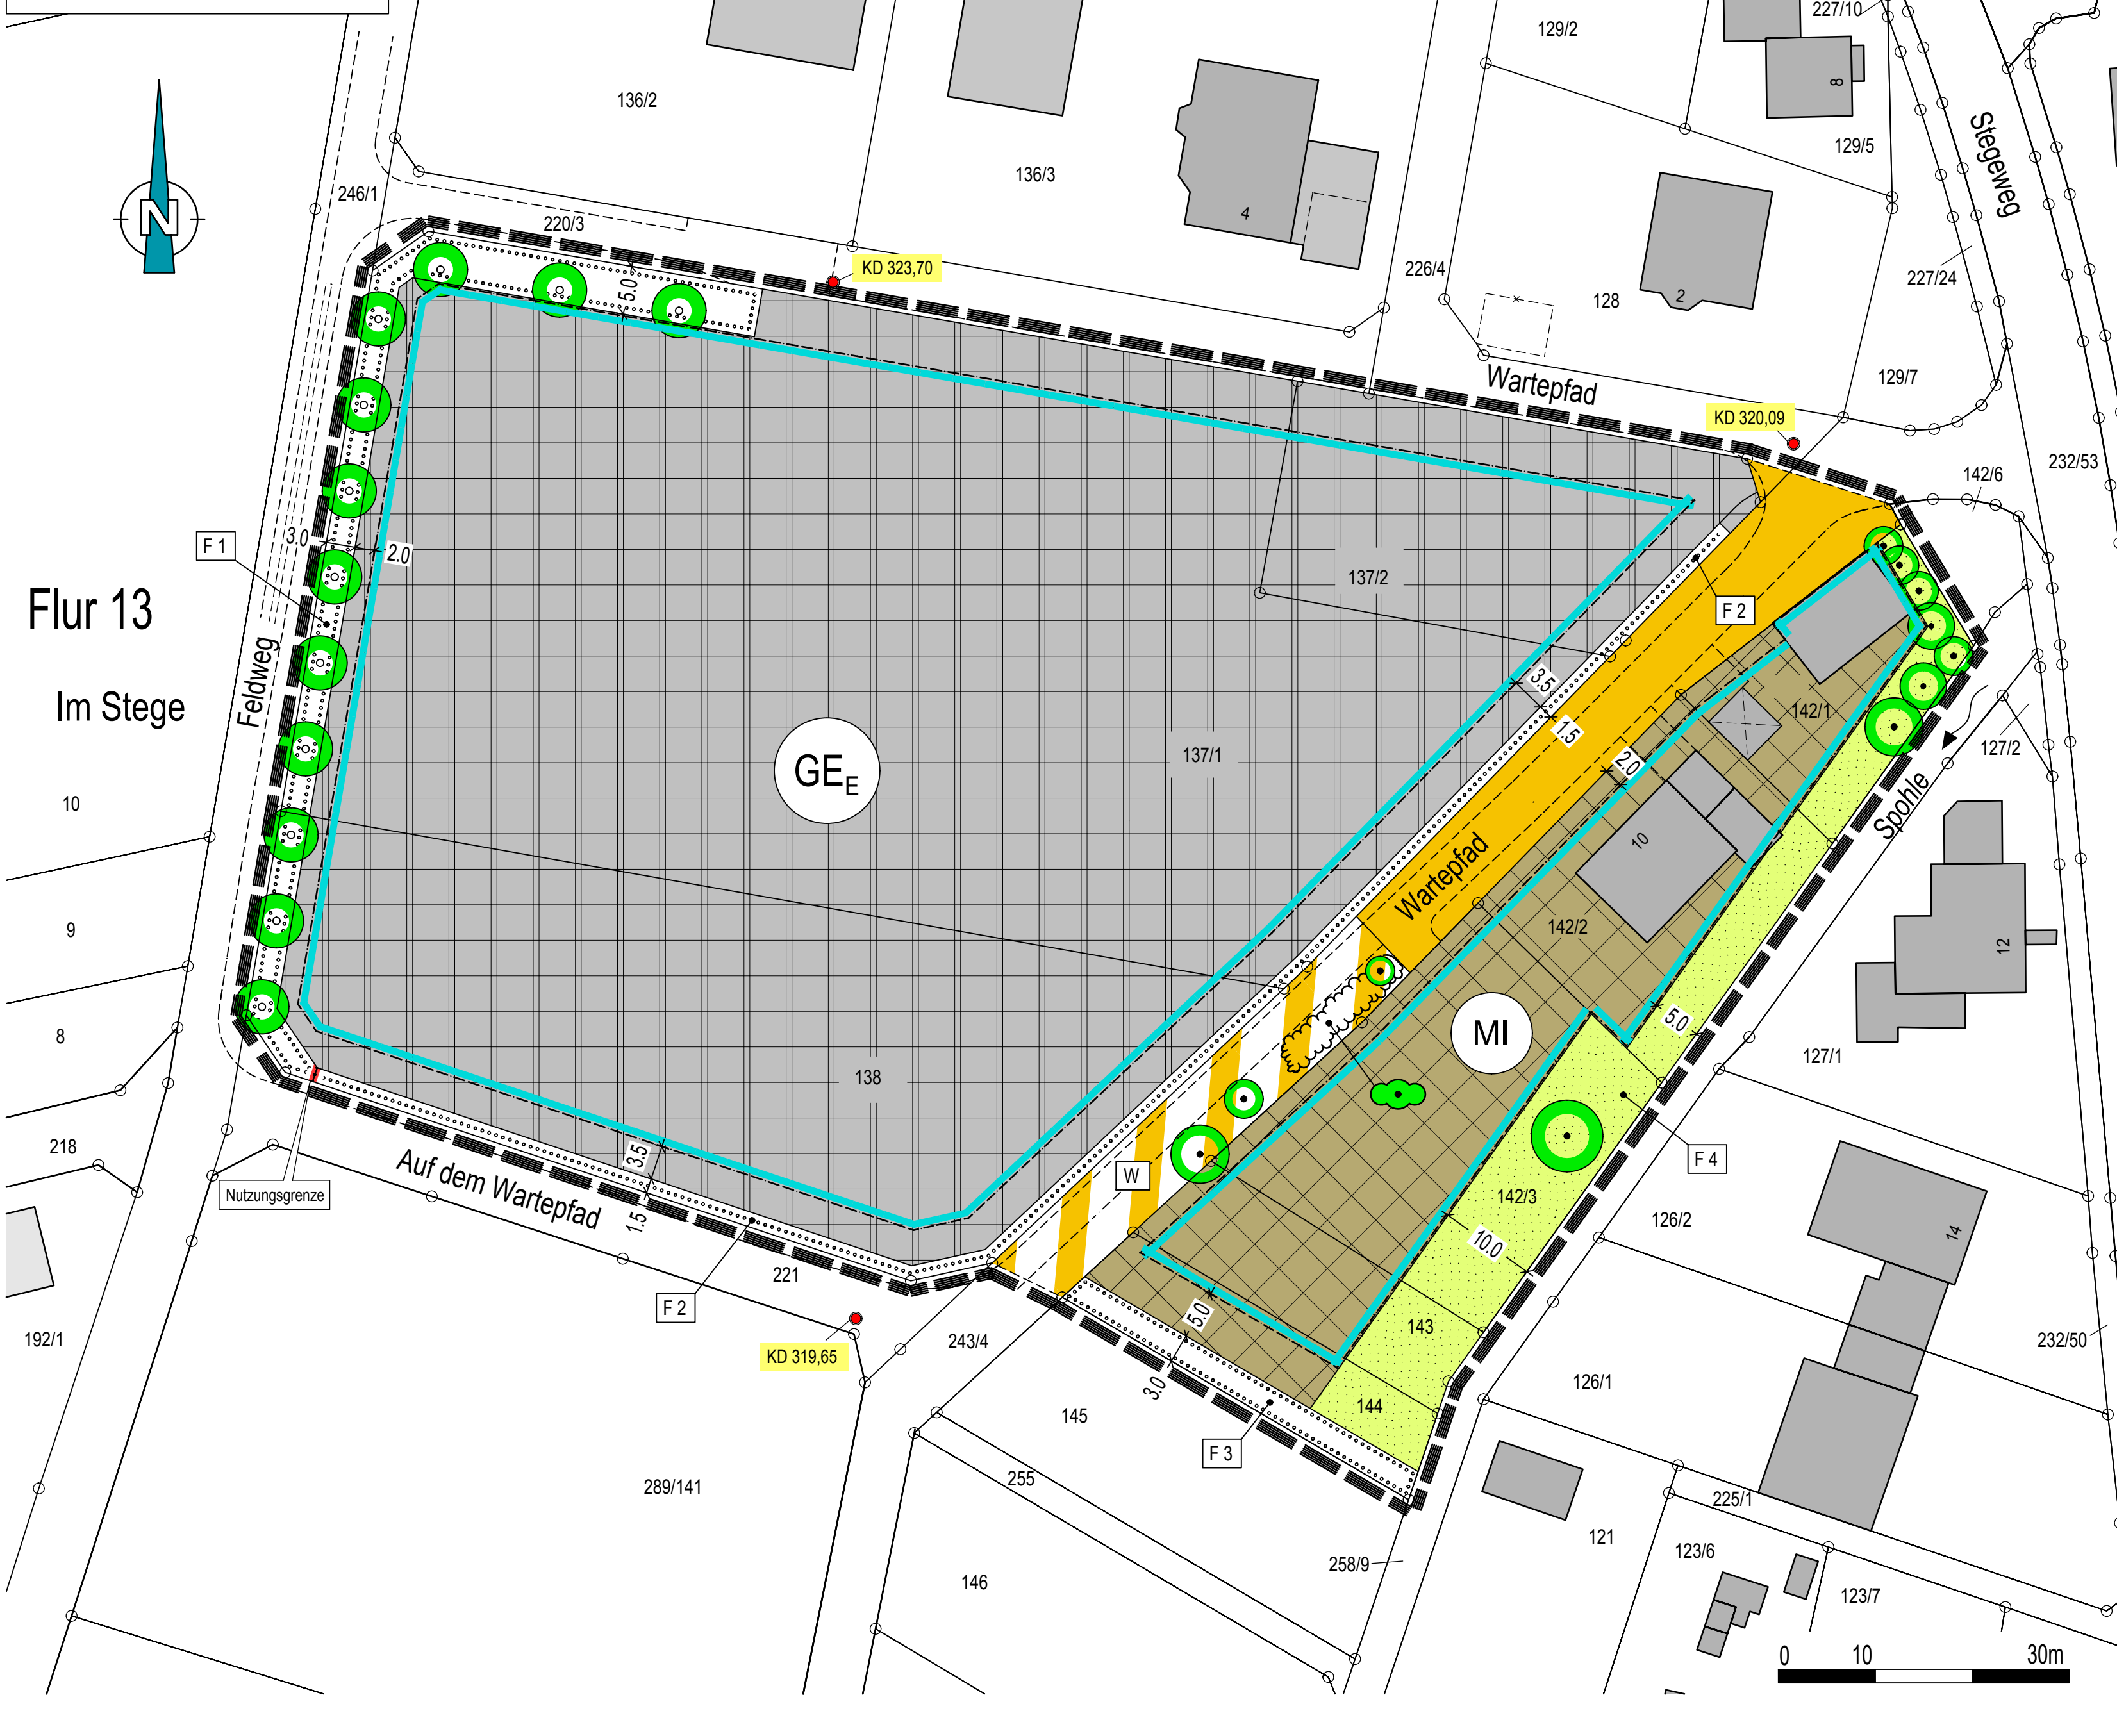 227/10
129/2
8
136/2
129/5
Stegeweg
136/3
246/1
220/3
4
N
KD 323,70
226/4
227/24
128
2
5.0
129/7
Wartepfad
KD 320,09
232/53
142/6
F 1
3.0
2.0
137/2
Flur 13
F 2
Feldweg
Im Stege
3.5
142/1
1.5
127/2
137/1
GE
E
2.0
10
Spohle
10
Wartepfad
142/2
9
12
5.0
MI
8
127/1
138
218
3.5
Auf dem Wartepfad
W
F 4
Nutzungsgrenze
142/3
1.5
126/2
14
10.0
221
F 2
5.0
143
192/1
243/4
232/50
KD 319,65
3.0
126/1
144
145
F 3
255
289/141
225/1
121
123/6
258/9
146
123/7
0 10 30m